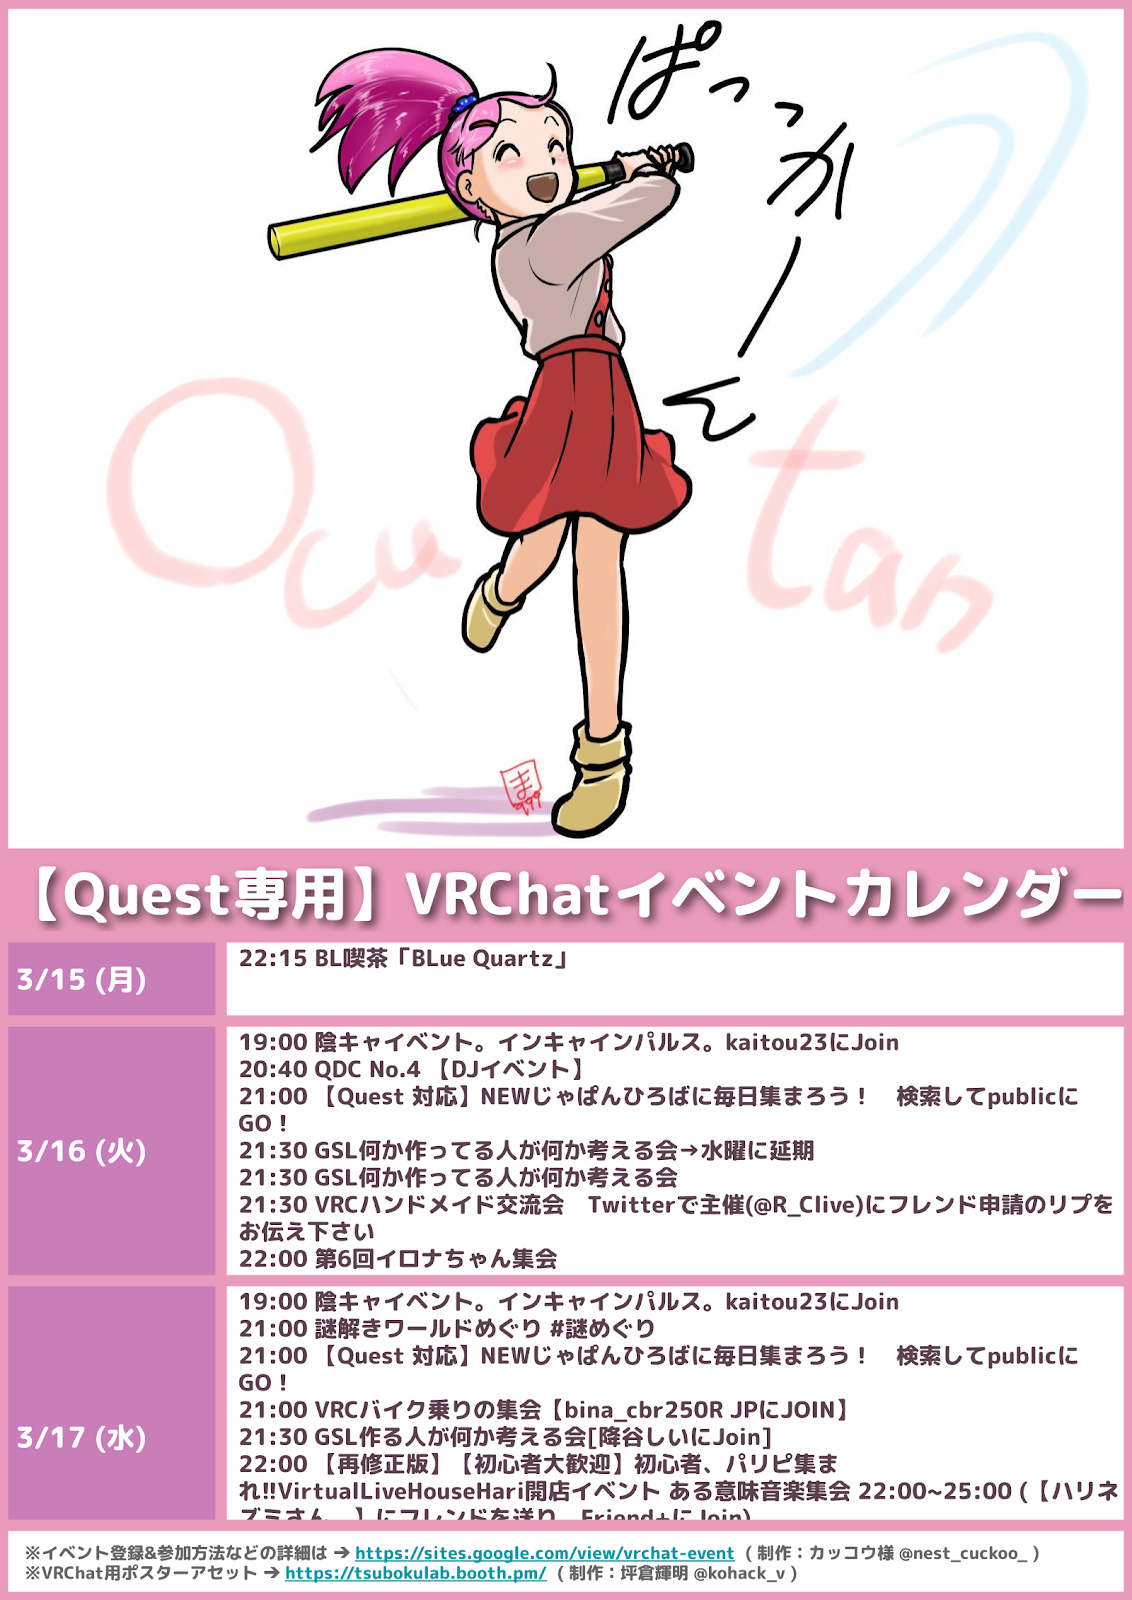 ぱっっかーん
Ocu tan
ま
999
【Quest専用】VRChatイベントカレンダー
3/15 (月)
22:15 BL喫茶「BLue Quartz」
3/16 (火)
19:00 陰キャイベント。インキャインパルス。kaitou23にJoin
20:40 QDC No.4 【DJイベント】
21:00 【Quest 対応】NEWじゃぱんひろばに毎日集まろう！　検索してpublicに
GO！
21:30 GSL何か作ってる人が何か考える会→水曜に延期
21:30 GSL何か作ってる人が何か考える会
21:30 VRCハンドメイド交流会　Twitterで主催(@R_Clive)にフレンド申請のリプを
お伝え下さい
22:00 第6回イロナちゃん集会
3/17 (水)
19:00 陰キャイベント。インキャインパルス。kaitou23にJoin
21:00 謎解きワールドめぐり #謎めぐり
21:00 【Quest 対応】NEWじゃぱんひろばに毎日集まろう！　検索してpublicに
GO！
21:00 VRCバイク乗りの集会【bina_cbr250R JPにJOIN】
21:30 GSL作る人が何か考える会[降谷しいにJoin]
22:00 【再修正版】【初心者大歓迎】初心者、パリピ集ま
れ!!VirtualLiveHouseHari開店イベント ある意味音楽集会 22:00~25:00 (【ハリネ
ズミさん。】にフレンドを送り、Friend+にJoin)
※イベント登録&参加方法などの詳細は ➔ https://sites.google.com/view/vrchat-event ( 制作：カッコウ様 @nest_cuckoo_ )
※VRChat用ポスターアセット ➔ https://tsubokulab.booth.pm/ ( 制作：坪倉輝明 @kohack_v )